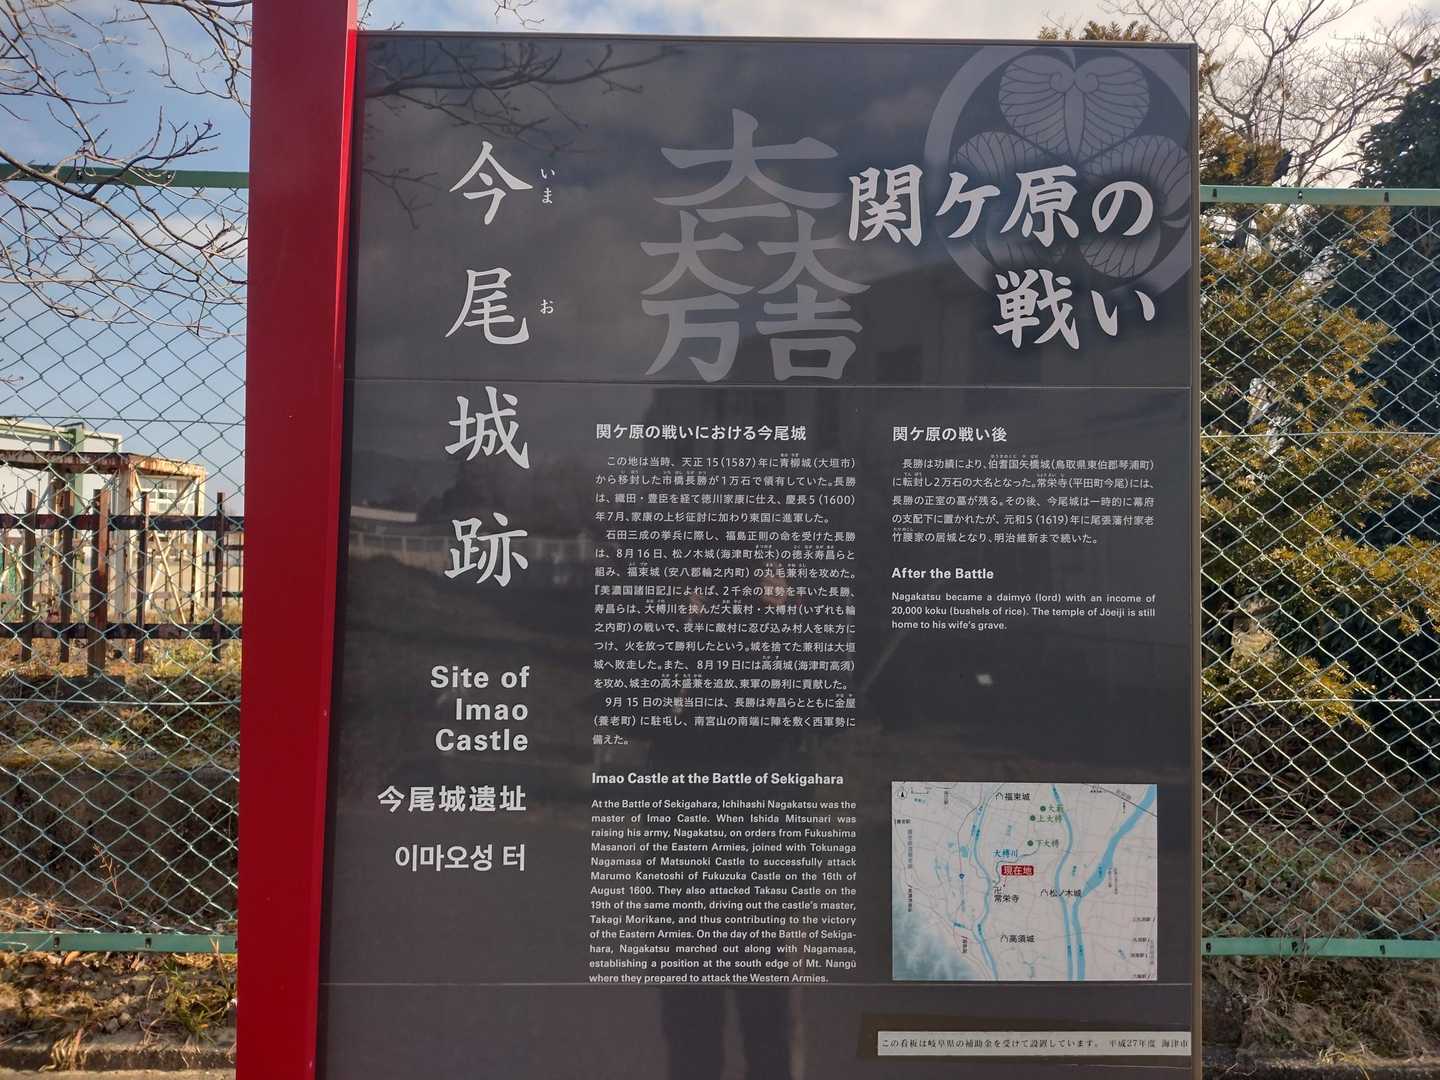 今尾城跡
いま
お
Site of
Imao
Castle
今尾城遗址
이마오성 터
大一大万大吉
関ケ原の
戦い
関ケ原の戦いにおける今尾城
この地は当時、天正15(1587)年に青柳城(大垣市)
から移封した市橋長勝が1万石で領有していた。長勝
は、織田・豊臣を経て徳川家康に仕え、慶長5(1600)
年7月、家康の上杉征討に加わり東国に進軍した。
石田三成の挙兵に際し、福島正則の命を受けた長勝
は、8月16日、松ノ木城(海津町松木)の徳永寿昌らと
組み、福束城(安八郡輪之内町)の丸毛兼利を攻めた。
『美濃国諸旧記』によれば、2千余の軍勢を率いた長勝、
寿昌らは、大榑川を挟んだ大藪村・大榑村(いずれも輪
之内町)の戦いで、夜半に敵村に忍び込み村人を味方に
つけ、火を放って勝利したという。城を捨てた兼利は大垣
城へ敗走した。また、8月19日には高須城(海津町高須)
を攻め、城主の高木盛兼を追放、東軍の勝利に貢献した。
9月15日の決戦当日には、長勝は寿昌らとともに金屋
(養老町)に駐屯し、南宮山の南端に陣を敷く西軍勢に
備えた。
Imao Castle at the Battle of Sekigahara
At the Battle of Sekigahara, Ichihashi Nagakatsu was the
master of Imao Castle. When Ishida Mitsunari was
raising his army, Nagakatsu, on orders from Fukushima
Masanori of the Eastern Armies, joined with Tokunaga
Nagamasa of Matsunoki Castle to successfully attack
Marumo Kanetoshi of Fukuzuka Castle on the 16th of
August 1600. They also attacked Takasu Castle on the
19th of the same month, driving out the castle's master,
Takagi Morikane, and thus contributing to the victory
of the Eastern Armies. On the day of the Battle of Sekiga-
hara, Nagakatsu marched out along with Nagamasa,
establishing a position at the south edge of Mt. Nangū
where they prepared to attack the Western Armies.
関ケ原の戦い後
長勝は功績により、伯耆国矢橋城(鳥取県東伯郡琴浦町)
に転封し2万石の大名となった。常栄寺(平田町今尾)には、
長勝の正室の墓が残る。その後、今尾城は一時的に幕府
の支配下に置かれたが、元和5(1619)年に尾張藩付家老
竹腰家の居城となり、明治維新まで続いた。
After the Battle
Nagakatsu became a daimyō (lord) with an income of
20,000 koku (bushels of rice). The temple of Jōeiji is still
home to his wife's grave.
福束城
大藪
上大榑
下大榑
大榑川
現在地
卍
常栄寺
松ノ木城
高須城
この看板は岐阜県の補助金を受けて設置しています。 平成27年度 海津市